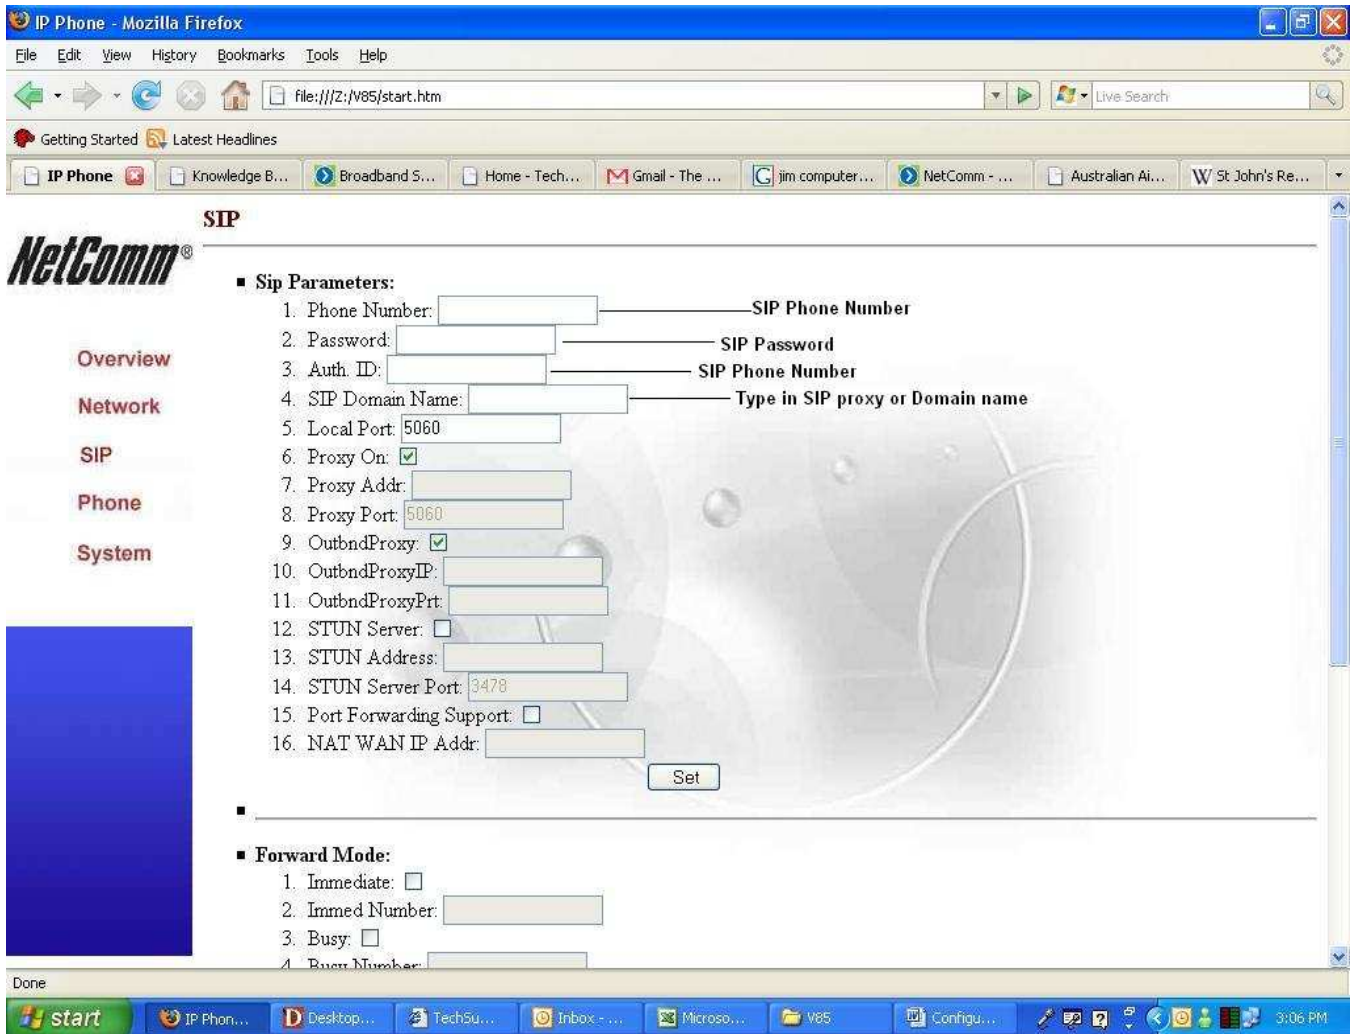 IP Phone - Mozilla Firefox
File Edit View History Bookmarks Tools Help
file:///Z:/V85/start.htm
Live Search
Getting Started Latest Headlines
IP Phone Knowledge B... Broadband S... Home - Tech... Gmail - The ... jim computer... NetComm - ... Australian Ai... St John's Re...
NetComm®
Overview
Network
SIP
Phone
System
SIP
Sip Parameters:
1. Phone Number: SIP Phone Number
2. Password: SIP Password
3. Auth. ID: SIP Phone Number
4. SIP Domain Name: Type in SIP proxy or Domain name
5. Local Port: 5060
6. Proxy On:
7. Proxy Addr:
8. Proxy Port: 5060
9. OutbndProxy:
10. OutbndProxyIP:
11. OutbndProxyPrt:
12. STUN Server:
13. STUN Address:
14. STUN Server Port: 3478
15. Port Forwarding Support:
16. NAT WAN IP Addr:
Set
Forward Mode:
1. Immediate:
2. Immed Number:
3. Busy:
4. Busy Number:
Done
start IP Phon... Desktop... TechSu... Inbox - ... Microso... V85 Configu... 3:06 PM